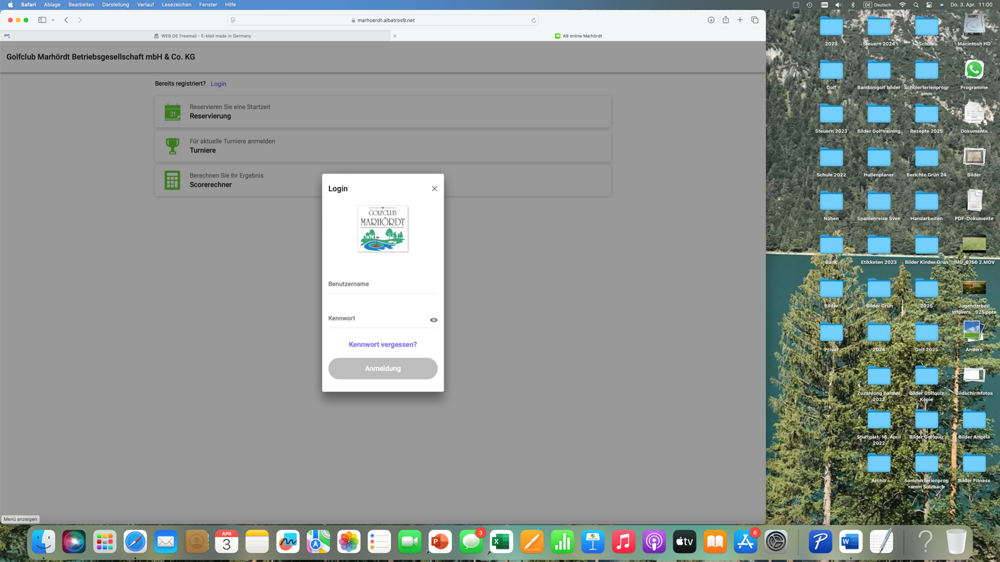 Safari Ablage Bearbeiten Darstellung Verlauf Lesezeichen Fenster Hilfe
DE Deutsch Do. 3. Apr. 11:00
marhoerdt.albatros9.net
WEB.DE Freemail - E-Mail made in Germany
A9 online Marhördt
Golfclub Marhördt Betriebsgesellschaft mbH & Co. KG
Bereits registriert? Login
31
Reservieren Sie eine Startzeit
Reservierung
Für aktuelle Turniere anmelden
Turniere
Berechnen Sie ihr Ergebnis
Scorerechner
Login
GOLFCLUB
MARHÖRDT
Benutzername
Kennwort
Kennwort vergessen?
Anmeldung
Menü anzeigen
2023 Steuern 2024 Schule Macintosh HD
Golf Bambinigolf bilder Schülerferienprogr
amm Programme
DOC
Steuern 2023 Bilder Golftraining Rezepte 2025 Dokumente
Schule 2022 Hallenplaner Berichte Grün 24 Bilder
PDF
Nähen Spanienreise Sven Handarbeiten PDF-Dokumente
Bank Etikketen 2023 Bilder Kinder Grün IMG_0756 2.MOV
Bilder Bilder Grün 2025 Jugendarbeit
Infovera...025.pptx
Privat 2024 Golf 2025 Andere
Zuzahlung Barmer
2022 Bilder Golfquiz
Kopie Bildschirmfotos
Stuttgart, 16. April
2022 Bilder Golfquiz Bilder Angela
Archiv Sommerferienprog
ramm Sulzbach Bilder Fitness
APR
3
P
3
X
tv
6
P
W
?